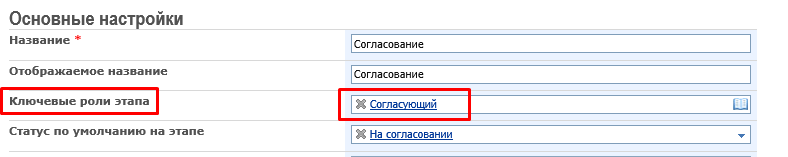 Основные настройки
Название * Согласование
Отображаемое название Согласование
Ключевые роли этапа Согласующий
Статус по умолчанию на этапе На согласовании